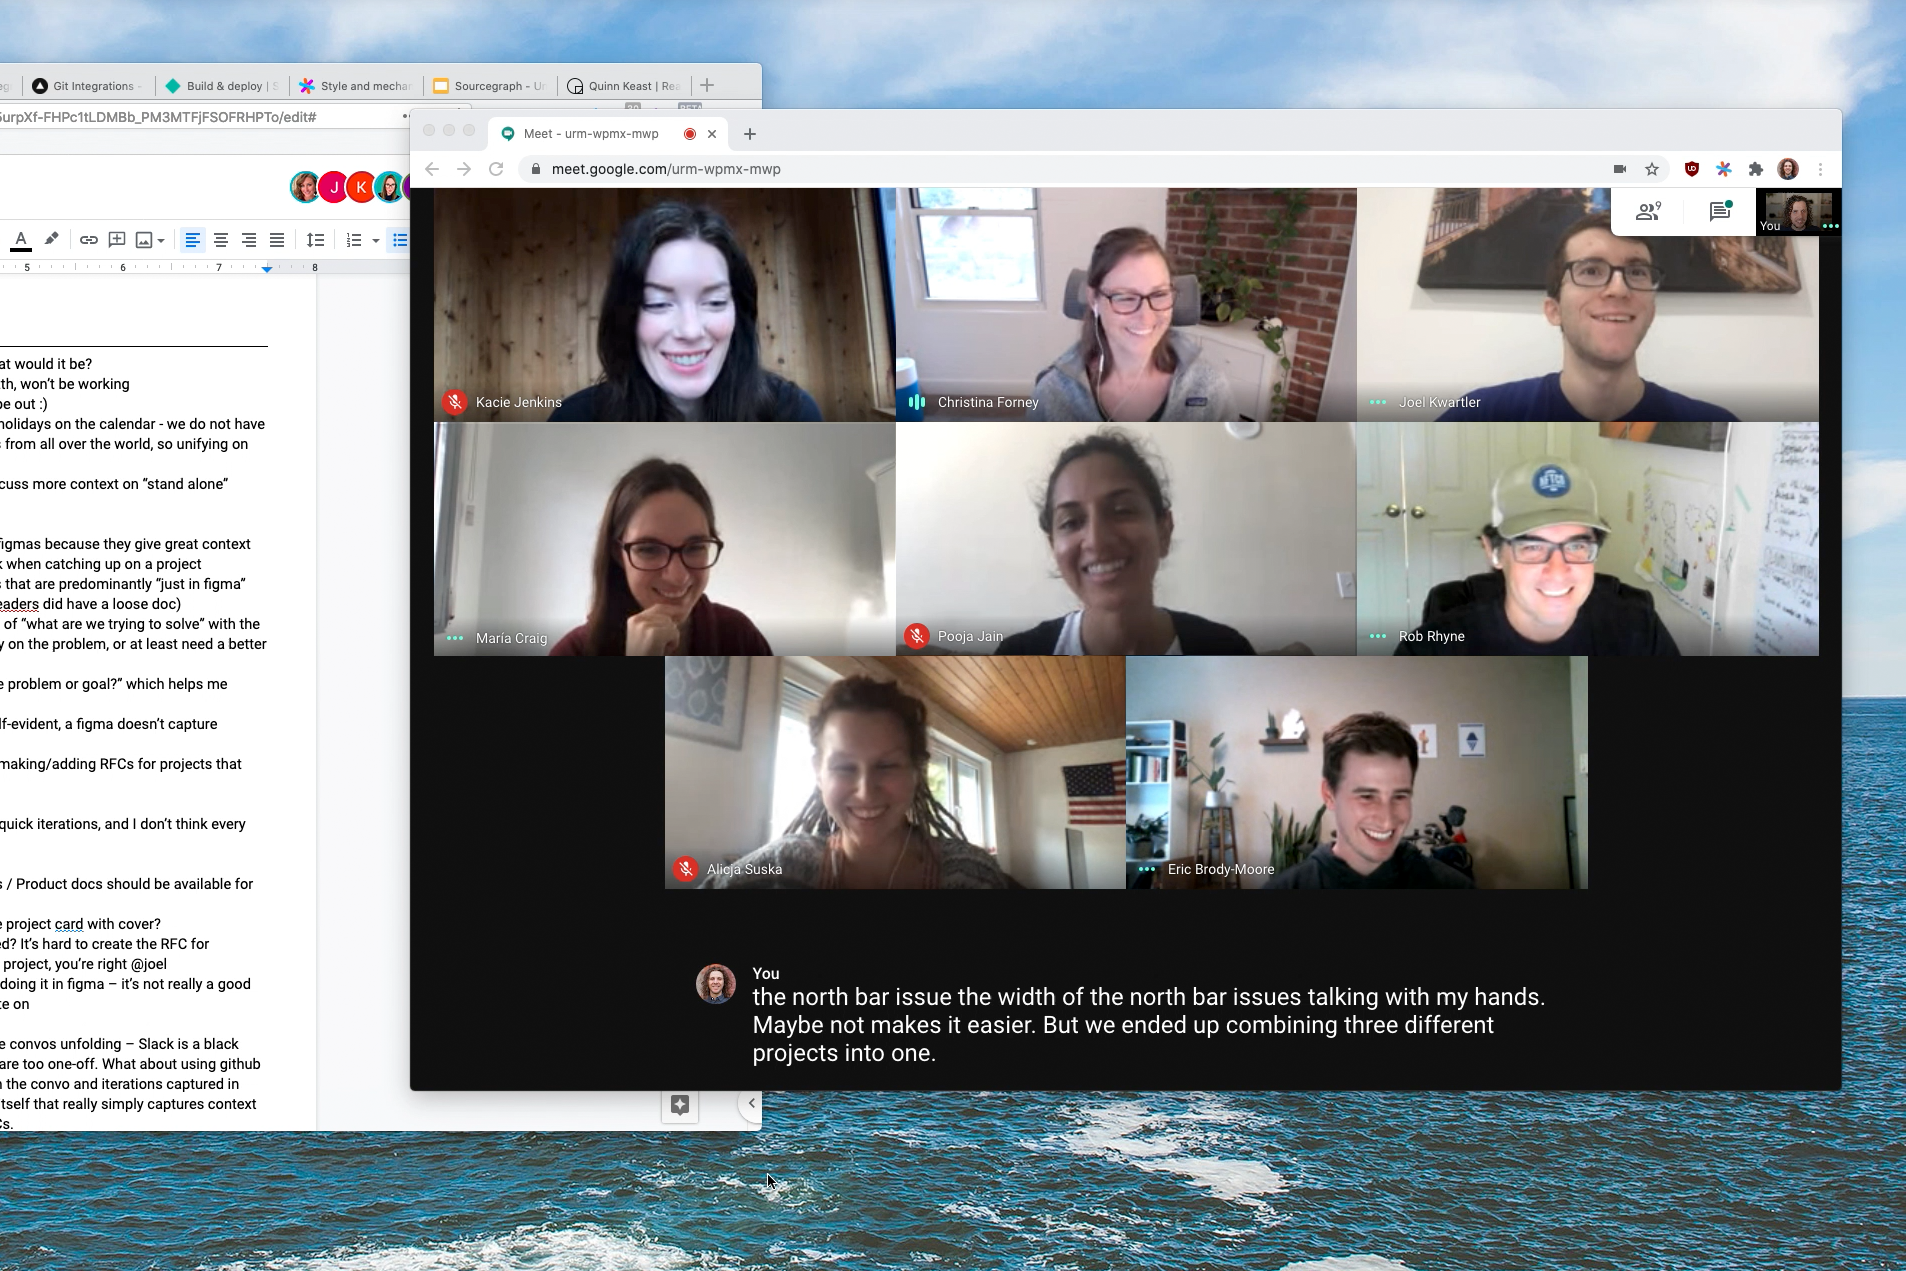 Git Integrations -
Build & deploy | S
Style and mechan
Sourcegraph - Un
Quinn Keast | Rea
urpXf-FHPc1tLDMBb_PM3MTFjFSOFRHPTo/edit#
J
K
A
5
6
7
8
at would it be?
th, won't be working
be out :)
holidays on the calendar - we do not have
s from all over the world, so unifying on
cuss more context on “stand alone”
figmas because they give great context
k when catching up on a project
s that are predominantly “just in figma”
eaders did have a loose doc)
of “what are we trying to solve” with the
y on the problem, or at least need a better
e problem or goal?” which helps me
lf-evident, a figma doesn’t capture
making/adding RFCs for projects that
quick iterations, and I don’t think every
s / Product docs should be available for
e project card with cover?
ed? It’s hard to create the RFC for
project, you’re right @joel
doing it in figma – it’s not really a good
te on
e convos unfolding – Slack is a black
are too one-off. What about using github
n the convo and iterations captured in
tself that really simply captures context
Cs.
Meet - urm-wpmx-mwp
meet.google.com/urm-wpmx-mwp
9
You
Kacie Jenkins
Christina Forney
Joel Kwartler
María Craig
Pooja Jain
AFTCO
Rob Rhyne
Alicja Suska
Eric Brody-Moore
You
the north bar issue the width of the north bar issues talking with my hands.
Maybe not makes it easier. But we ended up combining three different
projects into one.